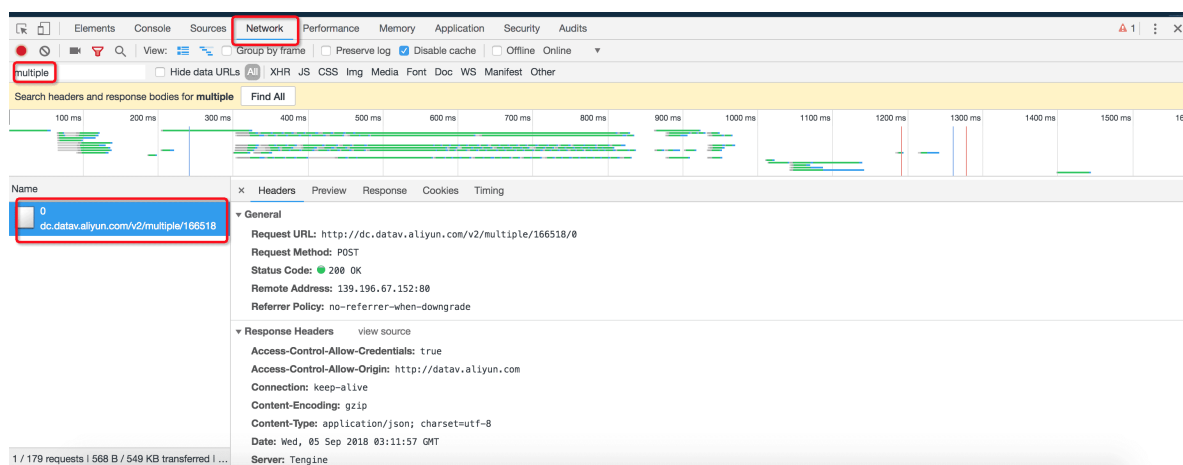 Elements Console Sources Network Performance Memory Application Security Audits 1
View: Group by frame Preserve log Disable cache Offline Online
multiple Hide data URLs All XHR JS CSS Img Media Font Doc WS Manifest Other
Search headers and response bodies for multiple Find All
100 ms 200 ms 300 ms 400 ms 500 ms 600 ms 700 ms 800 ms 900 ms 1000 ms 1100 ms 1200 ms 1300 ms 1400 ms 1500 ms 16
Name
0
dc.datav.aliyun.com/v2/multiple/166518
1 / 179 requests | 568 B / 549 KB transferred | ...
× Headers Preview Response Cookies Timing
General
Request URL: http://dc.datav.aliyun.com/v2/multiple/166518/0
Request Method: POST
Status Code: 200 OK
Remote Address: 139.196.67.152:80
Referrer Policy: no-referrer-when-downgrade
Response Headers view source
Access-Control-Allow-Credentials: true
Access-Control-Allow-Origin: http://datav.aliyun.com
Connection: keep-alive
Content-Encoding: gzip
Content-Type: application/json; charset=utf-8
Date: Wed, 05 Sep 2018 03:11:57 GMT
Server: Tengine